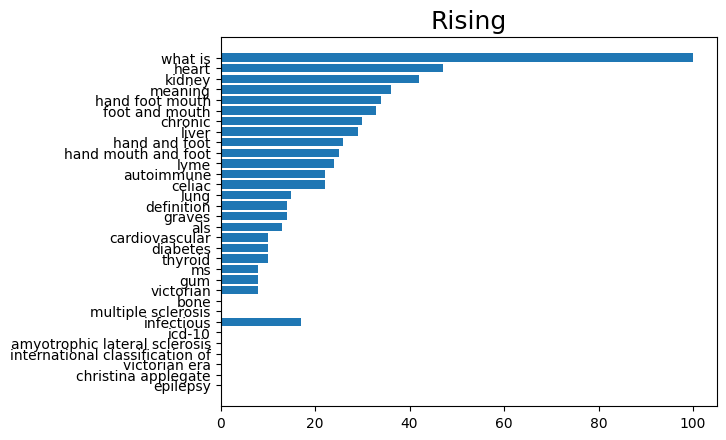 Rising
what is
heart
kidney
meaning
hand foot mouth
foot and mouth
chronic
liver
hand and foot
hand mouth and foot
lyme
autoimmune
celiac
lung
definition
graves
als
cardiovascular
diabetes
thyroid
ms
gum
victorian
bone
multiple sclerosis
infectious
icd-10
amyotrophic lateral sclerosis
international classification of
victorian era
christina applegate
epilepsy
0 20 40 60 80 100